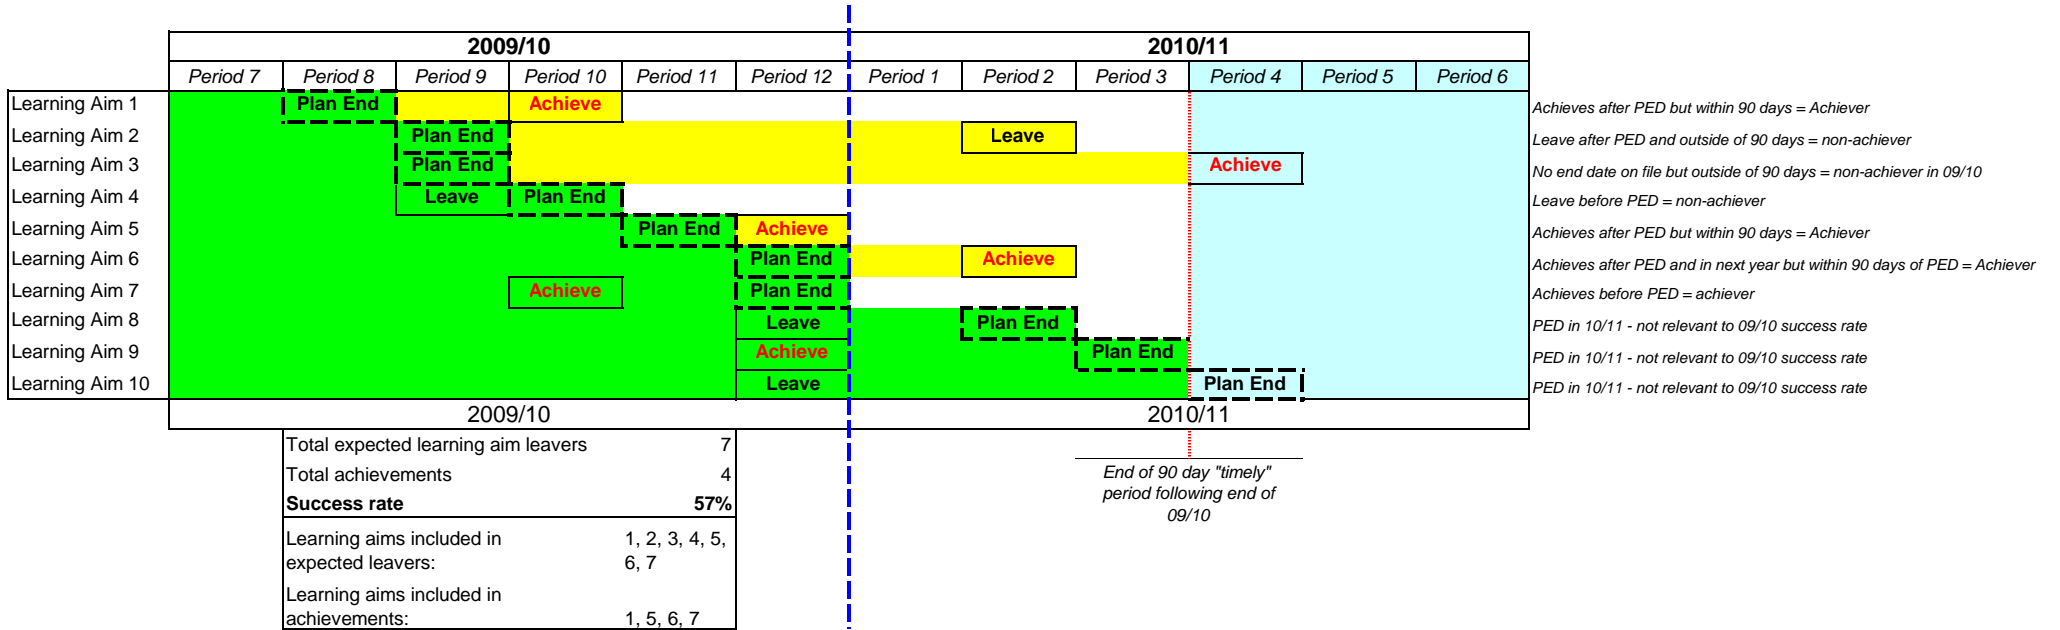 2009/10 2010/11
Period 7 Period 8 Period 9 Period 10 Period 11 Period 12 Period 1 Period 2 Period 3 Period 4 Period 5 Period 6
Learning Aim 1 Plan End Achieve Achieves after PED but within 90 days = Achiever
Learning Aim 2 Plan End Leave Leave after PED and outside of 90 days = non-achiever
Learning Aim 3 Plan End Achieve No end date on file but outside of 90 days = non-achiever in 09/10
Learning Aim 4 Leave Plan End Leave before PED = non-achiever
Learning Aim 5 Plan End Achieve Achieves after PED but within 90 days = Achiever
Learning Aim 6 Plan End Achieve Achieves after PED and in next year but within 90 days of PED = Achiever
Learning Aim 7 Achieve Plan End Achieves before PED = achiever
Learning Aim 8 Leave Plan End PED in 10/11 - not relevant to 09/10 success rate
Learning Aim 9 Achieve Plan End PED in 10/11 - not relevant to 09/10 success rate
Learning Aim 10 Leave Plan End PED in 10/11 - not relevant to 09/10 success rate
2009/10 2010/11
Total expected learning aim leavers 7
Total achievements 4
Success rate 57%
Learning aims included in 1, 2, 3, 4, 5,
expected leavers: 6, 7
Learning aims included in
achievements: 1, 5, 6, 7
End of 90 day "timely"
period following end of
09/10